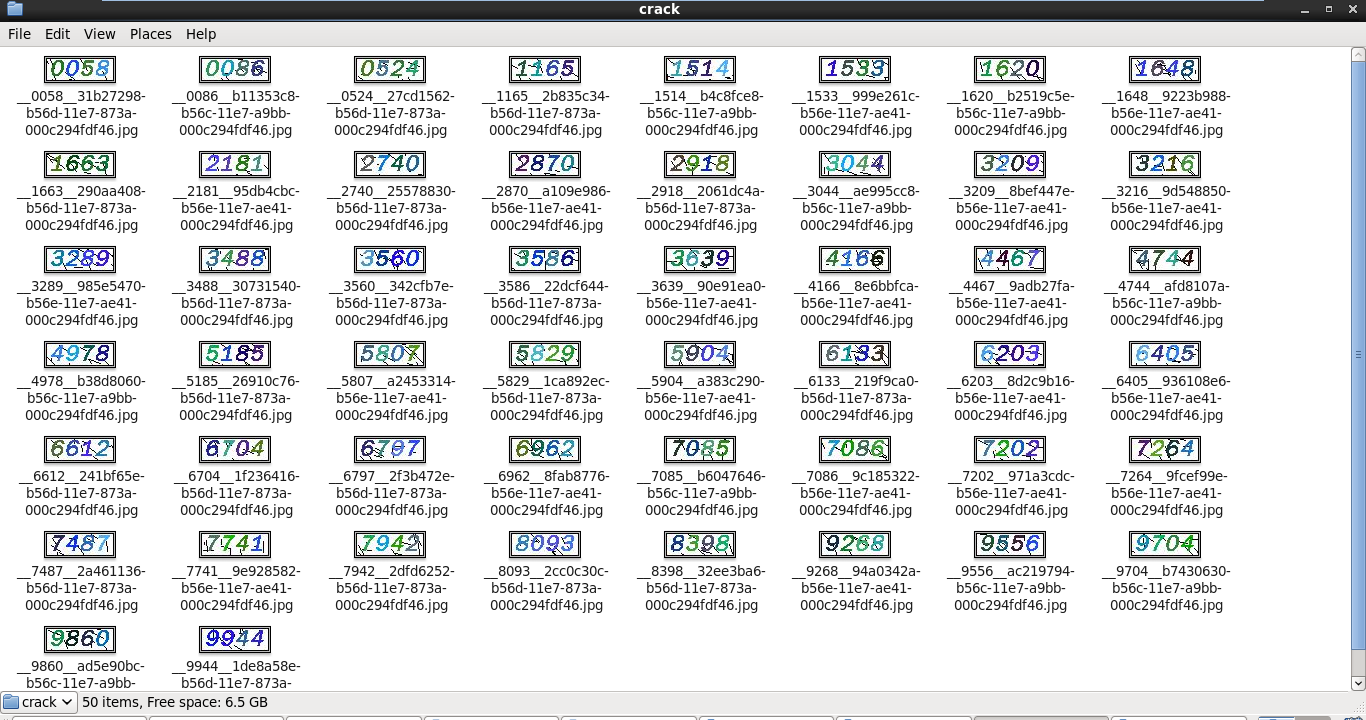 crack
File Edit View Places Help
0058 0086 0524 1165 1514 1533 1620 1648
__0058__31b27298- __0086__b11353c8- __0524__27cd1562- __1165__2b835c34- __1514__b4c8fce8- __1533__999e261c- __1620__b2519c5e- __1648__9223b988-
b56d-11e7-873a- b56c-11e7-a9bb- b56d-11e7-873a- b56d-11e7-873a- b56c-11e7-a9bb- b56e-11e7-ae41- b56c-11e7-a9bb- b56e-11e7-ae41-
000c294fdf46.jpg 000c294fdf46.jpg 000c294fdf46.jpg 000c294fdf46.jpg 000c294fdf46.jpg 000c294fdf46.jpg 000c294fdf46.jpg 000c294fdf46.jpg
1663 2181 2740 2870 2918 3044 3209 3216
__1663__290aa408- __2181__95db4cbc- __2740__25578830- __2870__a109e986- __2918__2061dc4a- __3044__ae995cc8- __3209__8bef447e- __3216__9d548850-
b56d-11e7-873a- b56e-11e7-ae41- b56d-11e7-873a- b56e-11e7-ae41- b56d-11e7-873a- b56c-11e7-a9bb- b56e-11e7-ae41- b56e-11e7-ae41-
000c294fdf46.jpg 000c294fdf46.jpg 000c294fdf46.jpg 000c294fdf46.jpg 000c294fdf46.jpg 000c294fdf46.jpg 000c294fdf46.jpg 000c294fdf46.jpg
3289 3488 3560 3586 3639 4166 4467 4744
__3289__985e5470- __3488__30731540- __3560__342cfb7e- __3586__22dcf644- __3639__90e91ea0- __4166__8e6bbfca- __4467__9adb27fa- __4744__afd8107a-
b56e-11e7-ae41- b56d-11e7-873a- b56d-11e7-873a- b56d-11e7-873a- b56e-11e7-ae41- b56e-11e7-ae41- b56e-11e7-ae41- b56c-11e7-a9bb-
000c294fdf46.jpg 000c294fdf46.jpg 000c294fdf46.jpg 000c294fdf46.jpg 000c294fdf46.jpg 000c294fdf46.jpg 000c294fdf46.jpg 000c294fdf46.jpg
4978 5185 5807 5829 5904 6133 6203 6405
__4978__b38d8060- __5185__26910c76- __5807__a2453314- __5829__1ca892ec- __5904__a383c290- __6133__219f9ca0- __6203__8d2c9b16- __6405__936108e6-
b56c-11e7-a9bb- b56d-11e7-873a- b56e-11e7-ae41- b56d-11e7-873a- b56e-11e7-ae41- b56d-11e7-873a- b56e-11e7-ae41- b56e-11e7-ae41-
000c294fdf46.jpg 000c294fdf46.jpg 000c294fdf46.jpg 000c294fdf46.jpg 000c294fdf46.jpg 000c294fdf46.jpg 000c294fdf46.jpg 000c294fdf46.jpg
6612 6704 6797 6962 7085 7086 7202 7264
__6612__241bf65e- __6704__1f236416- __6797__2f3b472e- __6962__8fab8776- __7085__b6047646- __7086__9c185322- __7202__971a3cdc- __7264__9fcef99e-
b56d-11e7-873a- b56d-11e7-873a- b56d-11e7-873a- b56e-11e7-ae41- b56c-11e7-a9bb- b56e-11e7-ae41- b56e-11e7-ae41- b56e-11e7-ae41-
000c294fdf46.jpg 000c294fdf46.jpg 000c294fdf46.jpg 000c294fdf46.jpg 000c294fdf46.jpg 000c294fdf46.jpg 000c294fdf46.jpg 000c294fdf46.jpg
7487 7741 7942 8093 8398 9268 9556 9704
__7487__2a461136- __7741__9e928582- __7942__2dfd6252- __8093__2cc0c30c- __8398__32ee3ba6- __9268__94a0342a- __9556__ac219794- __9704__b7430630-
b56d-11e7-873a- b56e-11e7-ae41- b56d-11e7-873a- b56d-11e7-873a- b56d-11e7-873a- b56e-11e7-ae41- b56c-11e7-a9bb- b56c-11e7-a9bb-
000c294fdf46.jpg 000c294fdf46.jpg 000c294fdf46.jpg 000c294fdf46.jpg 000c294fdf46.jpg 000c294fdf46.jpg 000c294fdf46.jpg 000c294fdf46.jpg
9860 9944
__9860__ad5e90bc- __9944__1de8a58e-
b56c-11e7-a9bb- b56d-11e7-873a-
crack 50 items, Free space: 6.5 GB